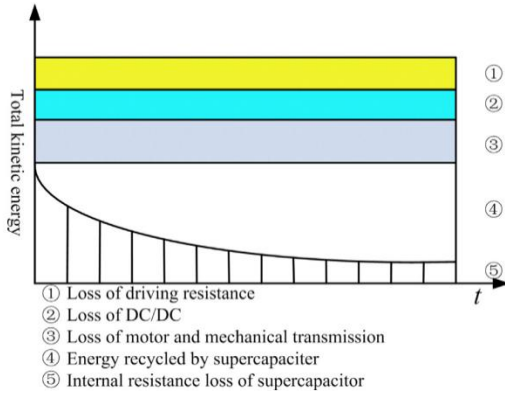 Total kinetic energy
①
②
③
④
⑤
t
① Loss of driving resistance
② Loss of DC/DC
③ Loss of motor and mechanical transmission
④ Energy recycled by supercapaciter
⑤ Internal resistance loss of supercapacitor